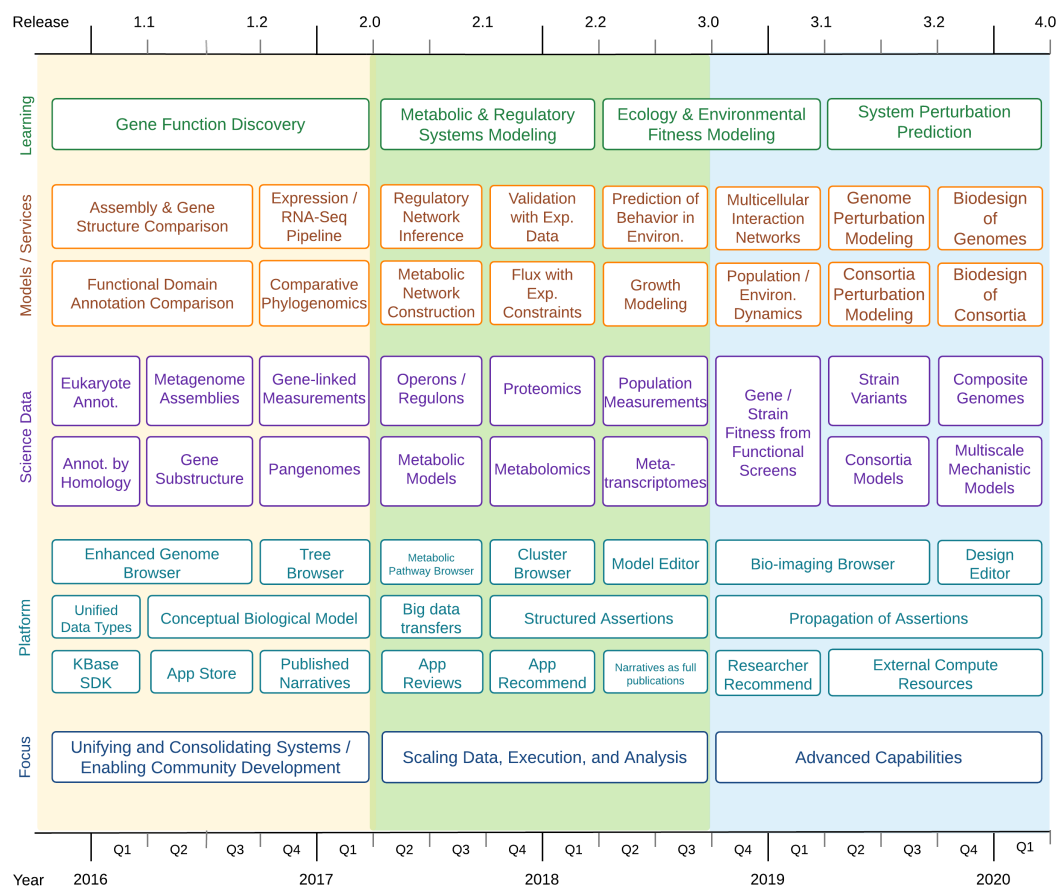 Release 1.1 1.2 2.0 2.1 2.2 3.0 3.1 3.2 4.0
Learning
Gene Function Discovery
Metabolic & Regulatory
Systems Modeling
Ecology & Environmental
Fitness Modeling
System Perturbation
Prediction
Models / Services
Assembly & Gene
Structure Comparison
Expression /
RNA-Seq
Pipeline
Regulatory
Network
Inference
Validation
with Exp.
Data
Prediction of
Behavior in
Environ.
Multicellular
Interaction
Networks
Genome
Perturbation
Modeling
Biodesign
of
Genomes
Functional Domain
Annotation Comparison
Comparative
Phylogenomics
Metabolic
Network
Construction
Flux with
Exp.
Constraints
Growth
Modeling
Population /
Environ.
Dynamics
Consortia
Perturbation
Modeling
Biodesign
of
Consortia
Science Data
Eukaryote
Annot.
Metagenome
Assemblies
Gene-linked
Measurements
Operons /
Regulons
Proteomics
Population
Measurements
Gene /
Strain
Fitness from
Functional
Screens
Strain
Variants
Composite
Genomes
Annot. by
Homology
Gene
Substructure
Pangenomes
Metabolic
Models
Metabolomics
Meta-
transcriptomes
Consortia
Models
Multiscale
Mechanistic
Models
Platform
Enhanced Genome
Browser
Tree
Browser
Metabolic
Pathway Browser
Cluster
Browser
Model Editor
Bio-imaging Browser
Design
Editor
Unified
Data Types
Conceptual Biological Model
Big data
transfers
Structured Assertions
Propagation of Assertions
KBase
SDK
App Store
Published
Narratives
App
Reviews
App
Recommend
Narratives as full
publications
Researcher
Recommend
External Compute
Resources
Focus
Unifying and Consolidating Systems /
Enabling Community Development
Scaling Data, Execution, and Analysis
Advanced Capabilities
Q1 Q2 Q3 Q4 Q1 Q2 Q3 Q4 Q1 Q2 Q3 Q4 Q1 Q2 Q3 Q4 Q1
Year 2016 2017 2018 2019 2020